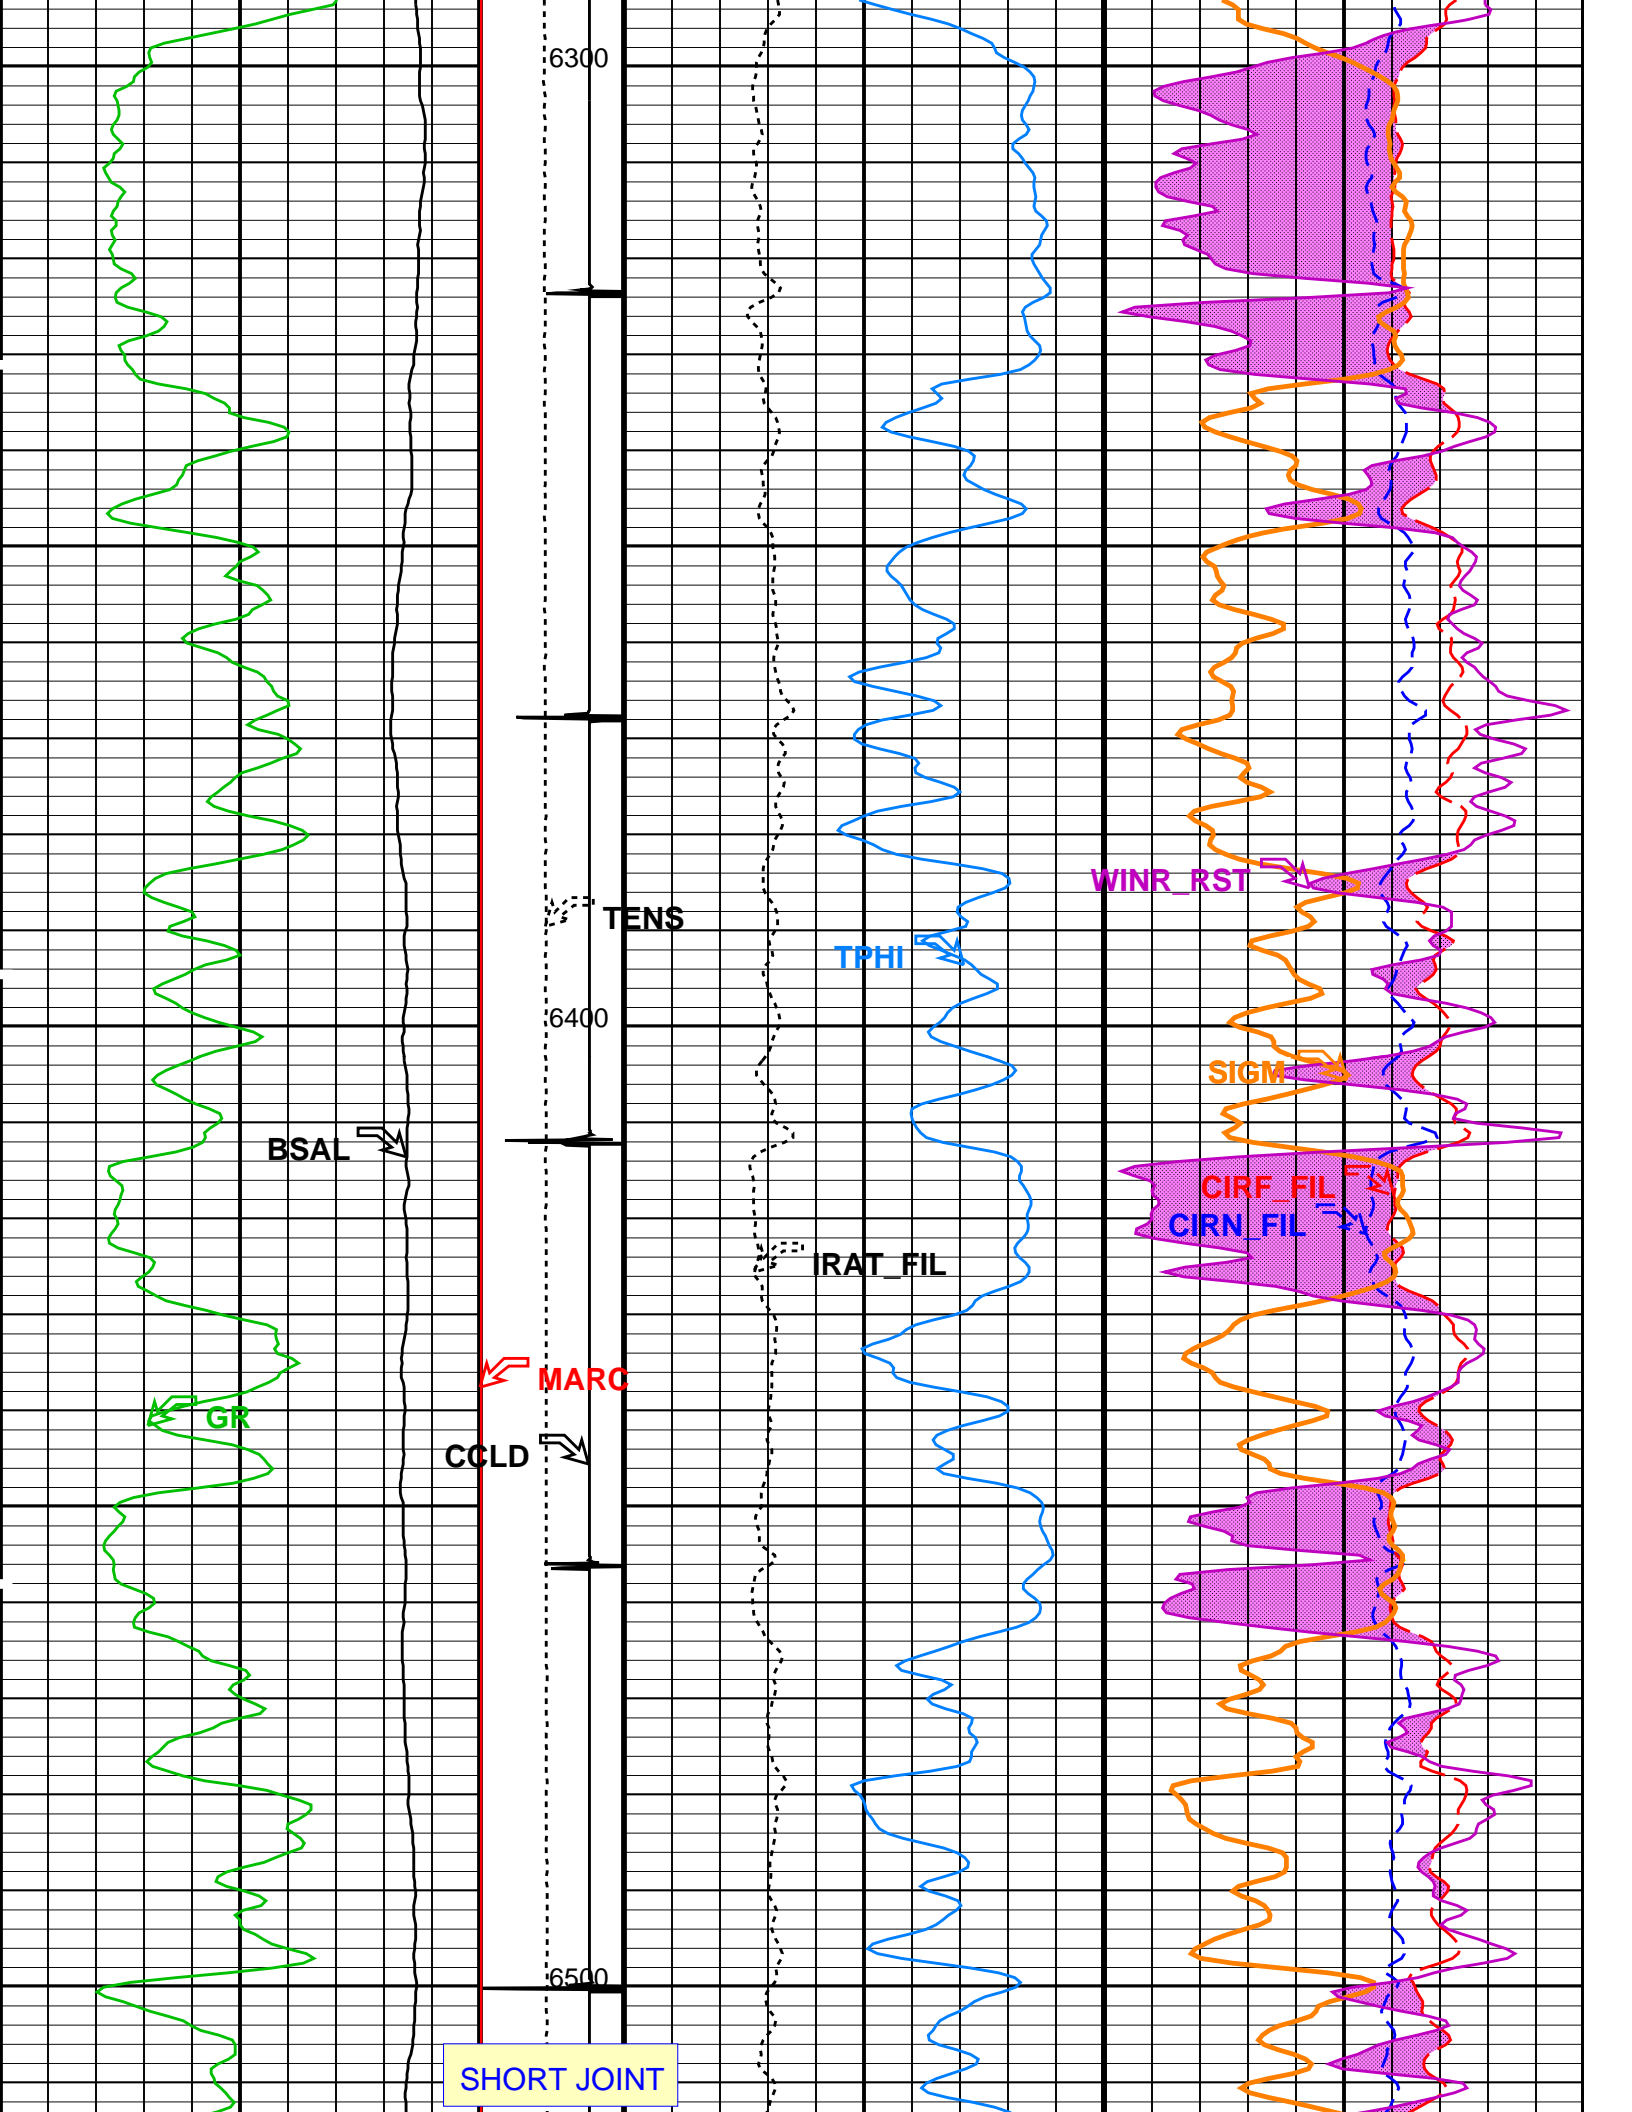 6300
WINR_RST
TENS
TPHI
6400
SIGM
BSAL
CIRF_FIL
CIRN_FIL
IRAT_FIL
MARC
GR
CCLD
6500
SHORT JOINT